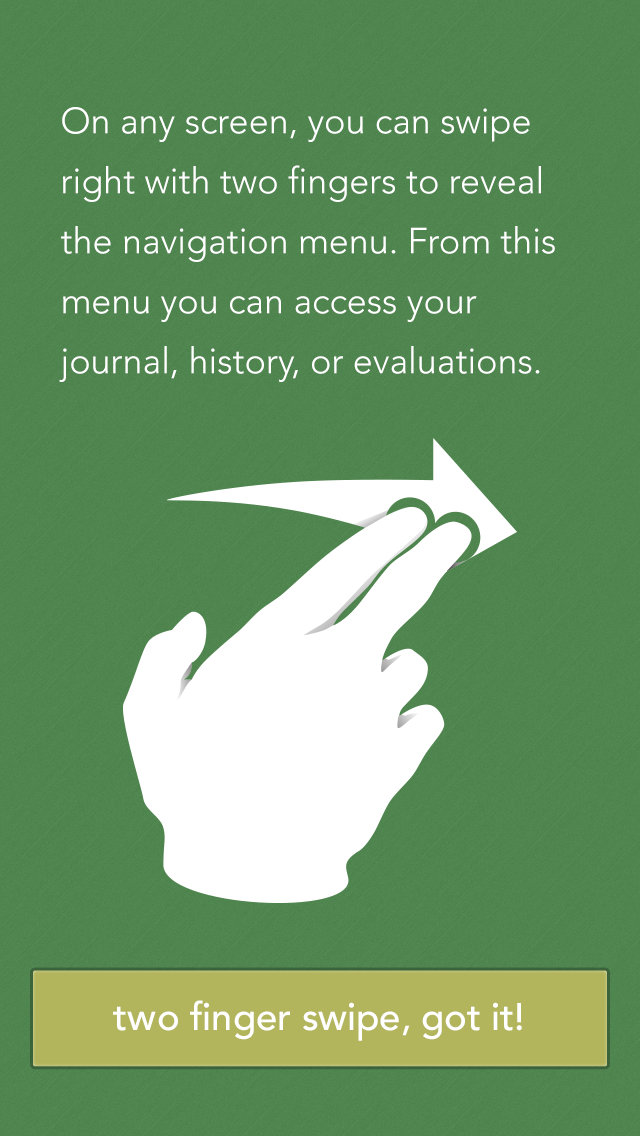 On any screen, you can swipe
right with two fingers to reveal
the navigation menu. From this
menu you can access your
journal, history, or evaluations.
two finger swipe, got it!